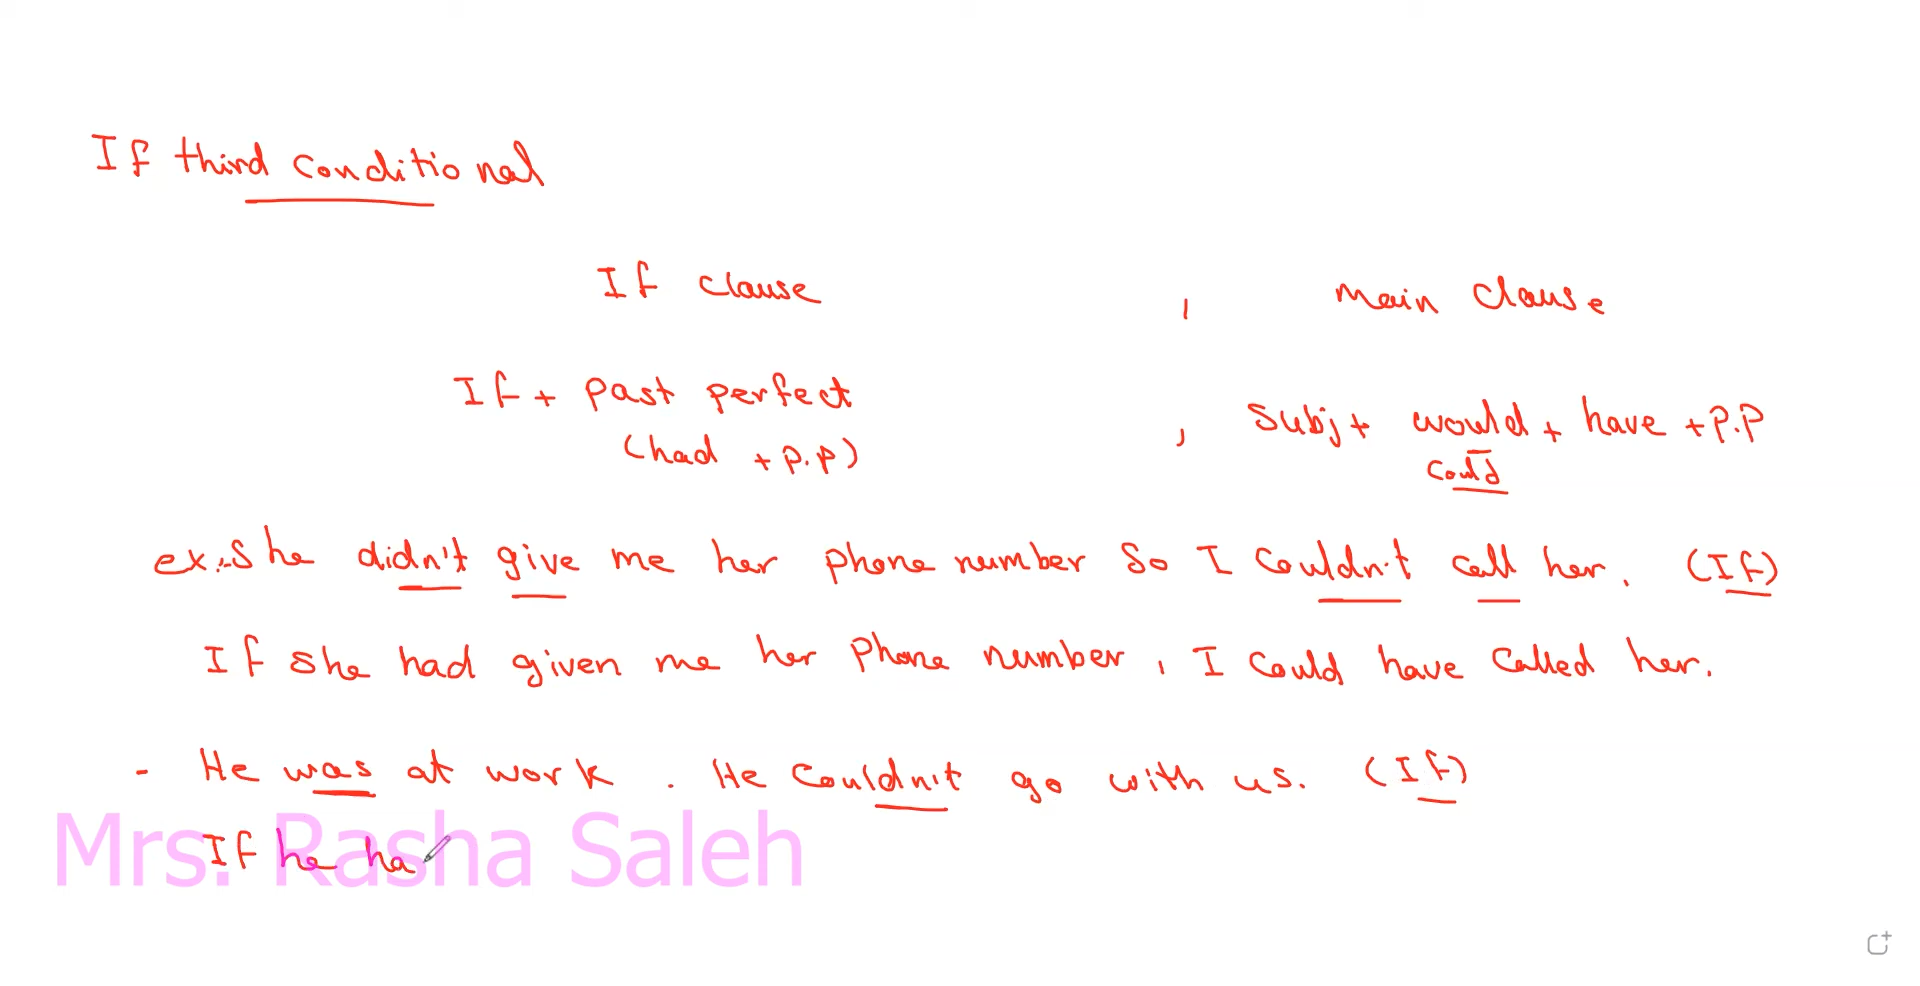 If third conditional
If clause , main clause
If + past perfect , Subj + would + have + P.P
(had + P.P) could
ex:- She didn't give me her phone number so I couldn't call her. (If)
If she had given me her phone number, I could have called her.
- He was at work. He couldn't go with us. (If)
If he ha
Mrs. Rasha Saleh